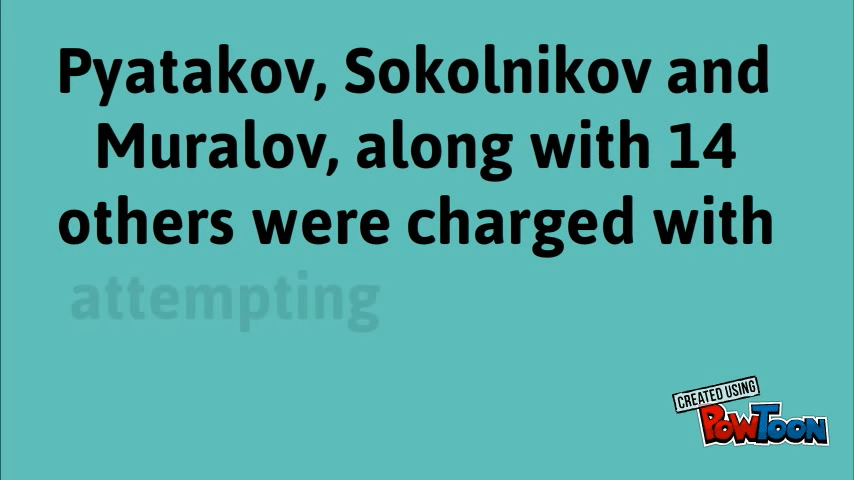 Pyatakov, Sokolnikov and
Muralov, along with 14
others were charged with
attempting
CREATED USING
POWTOON